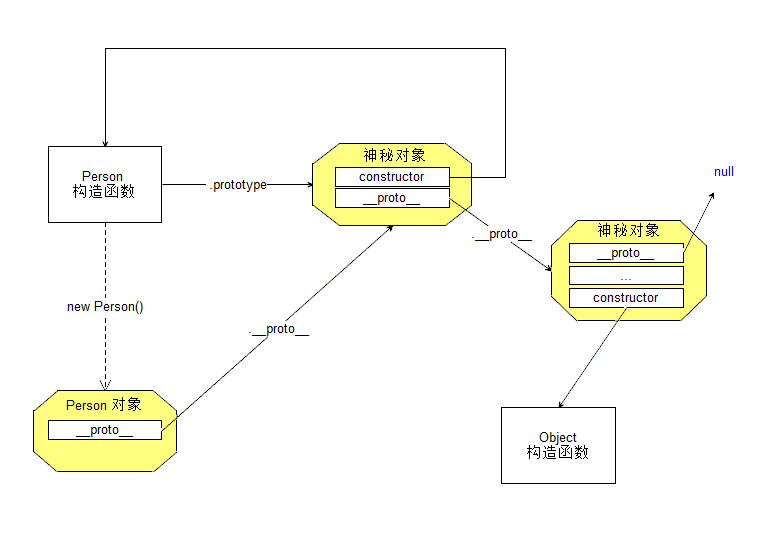 神秘对象
constructor
__proto__
Person
构造函数
.prototype
null
神秘对象
__proto__
...
constructor
.__proto__
new Person()
.__proto__
Person 对象
__proto__
Object
构造函数